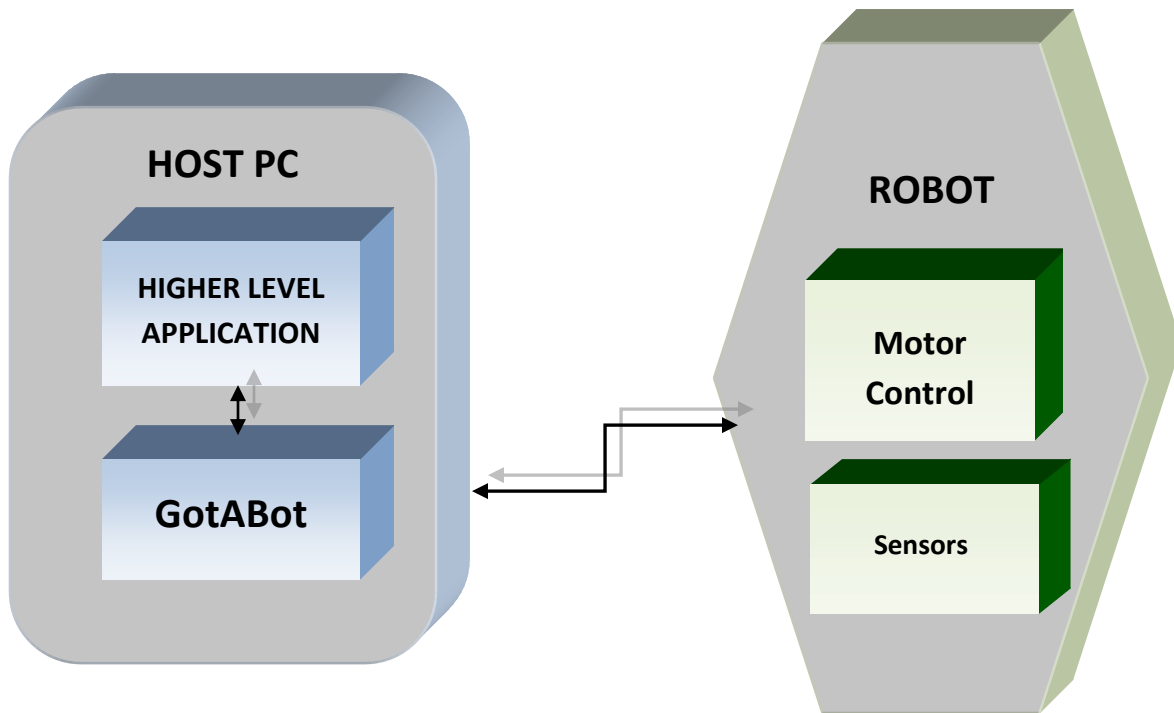 HOST PC
HIGHER LEVEL
APPLICATION
GotABot
ROBOT
Motor
Control
Sensors